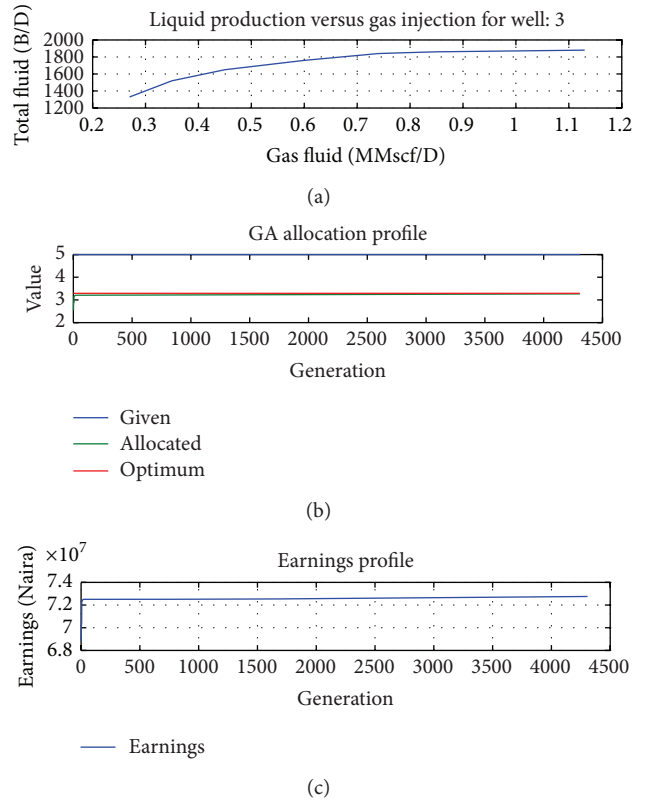 Liquid production versus gas injection for well: 3
Total fluid (B/D)
2000
1800
1600
1400
1200
0.2 0.3 0.4 0.5 0.6 0.7 0.8 0.9 1 1.1 1.2
Gas fluid (MMscf/D)
(a)
GA allocation profile
Value
5
4
3
2
0 500 1000 1500 2000 2500 3000 3500 4000 4500
Generation
Given
Allocated
Optimum
(b)
×10⁷
Earnings profile
Earnings (Naira)
7.4
7.2
7
6.8
0 500 1000 1500 2000 2500 3000 3500 4000 4500
Generation
Earnings
(c)